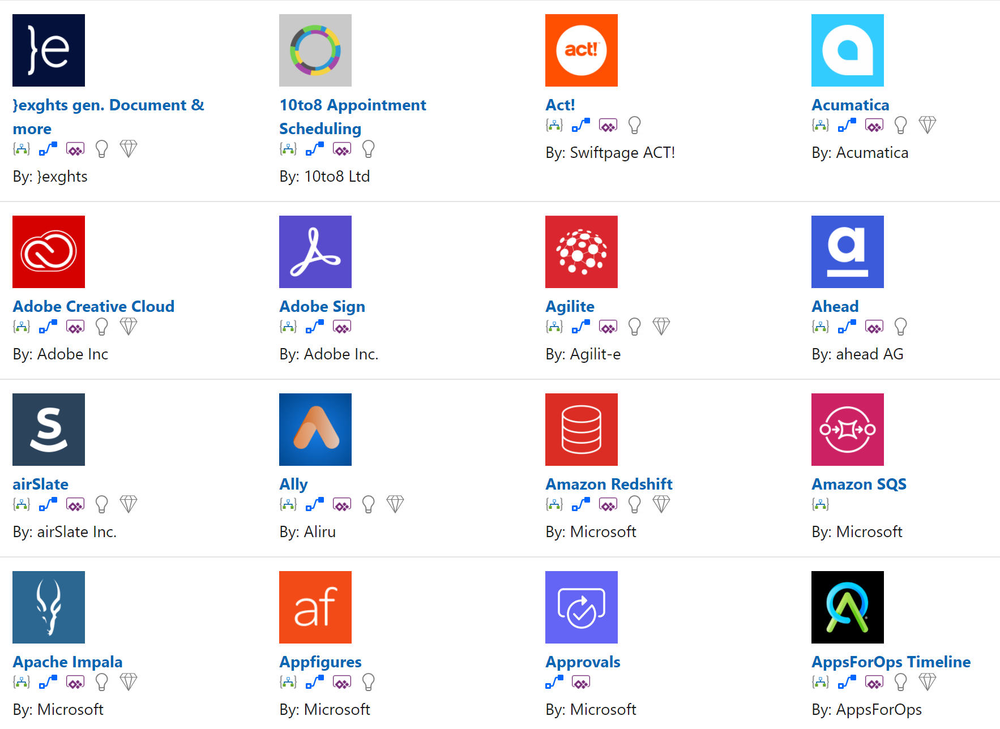 }e
act!
}exghts gen. Document &
more
By: }exghts
10to8 Appointment
Scheduling
By: 10to8 Ltd
Act!
By: Swiftpage ACT!
Acumatica
By: Acumatica
a
Adobe Creative Cloud
By: Adobe Inc
Adobe Sign
By: Adobe Inc.
Agilite
By: Agilit-e
Ahead
By: ahead AG
S
airSlate
By: airSlate Inc.
Ally
By: Aliru
Amazon Redshift
By: Microsoft
Amazon SQS
By: Microsoft
af
Apache Impala
By: Microsoft
Appfigures
By: Microsoft
Approvals
By: Microsoft
AppsForOps Timeline
By: AppsForOps